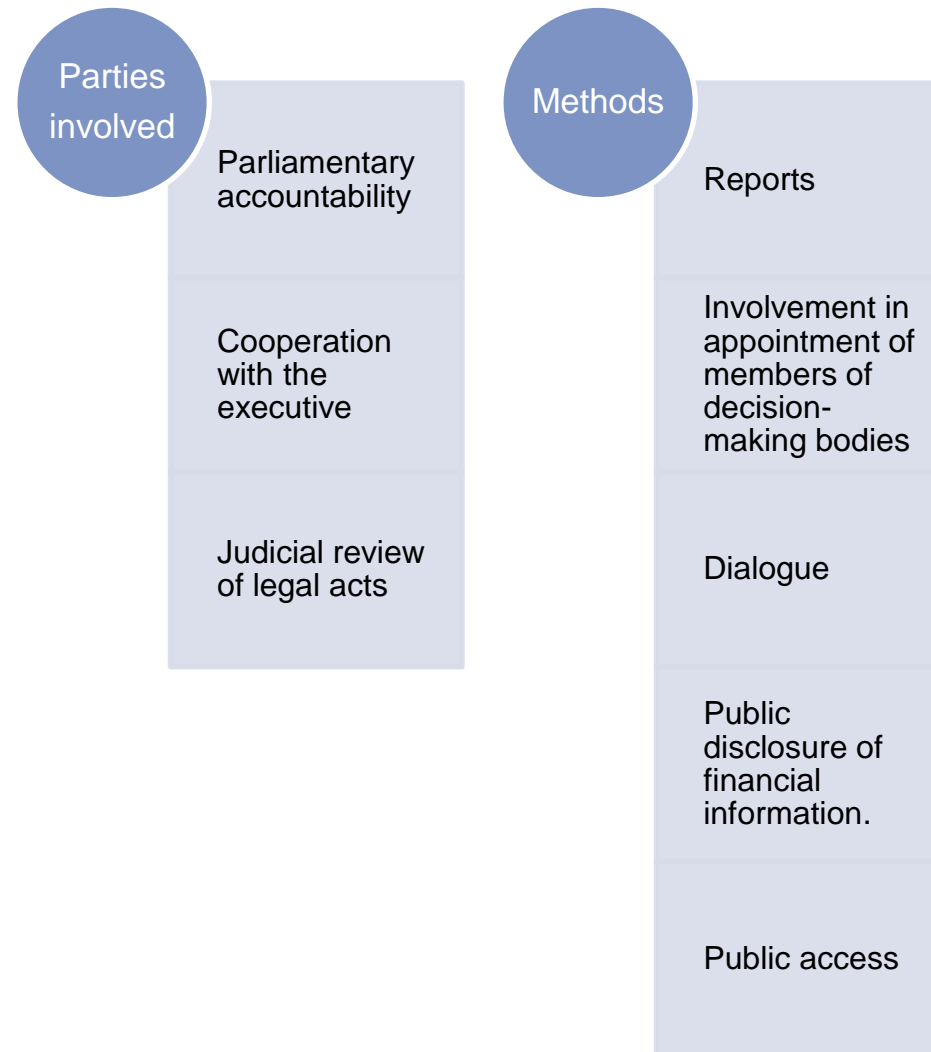 Parties
involved
Parliamentary
accountability
Cooperation
with the
executive
Judicial review
of legal acts
Methods
Reports
Involvement in
appointment of
members of
decision-
making bodies
Dialogue
Public
disclosure of
financial
information.
Public access